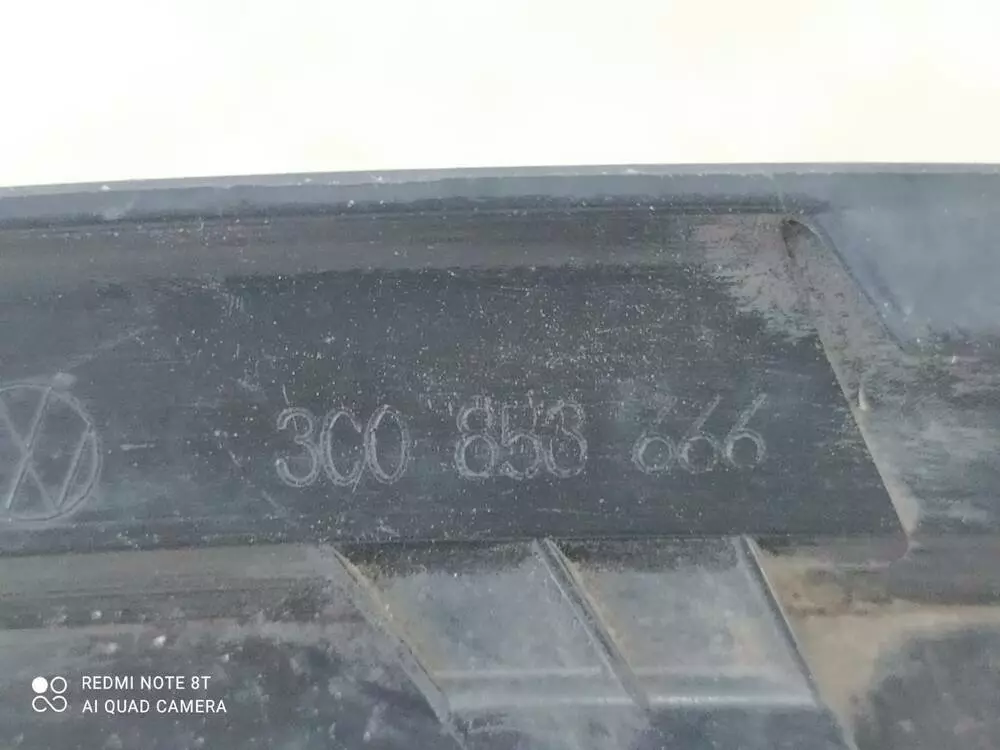 3C0 853 666
REDMI NOTE 8T
AI QUAD CAMERA